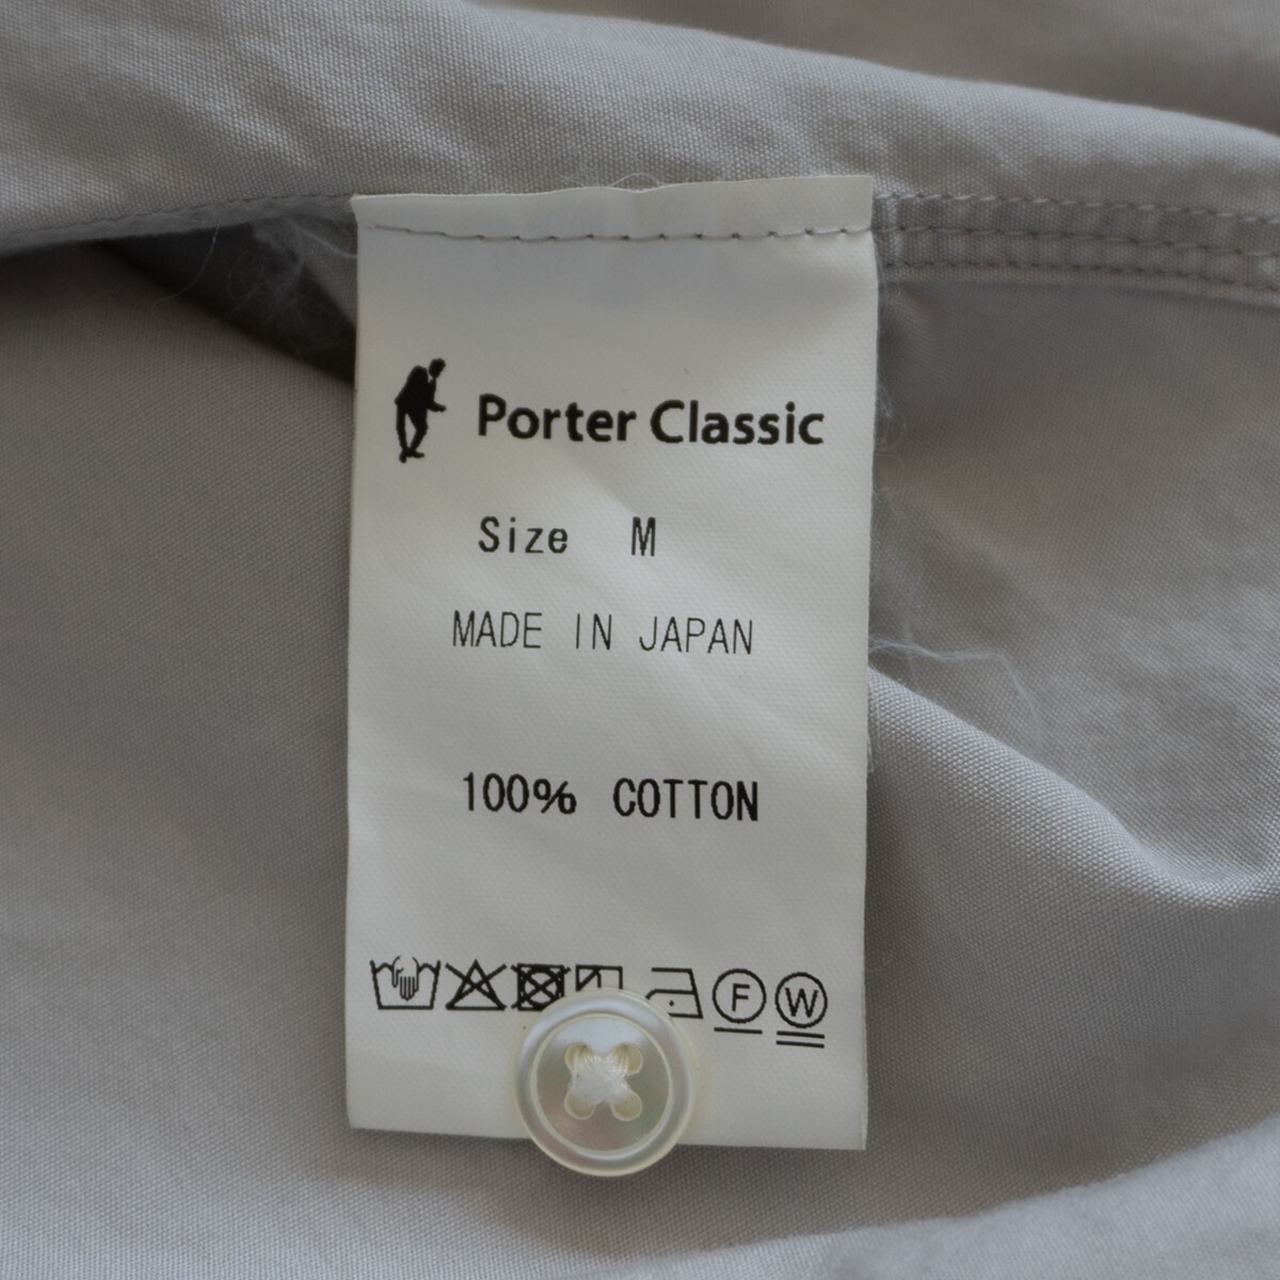 Porter Classic
Size M
MADE IN JAPAN
100% COTTON
F W